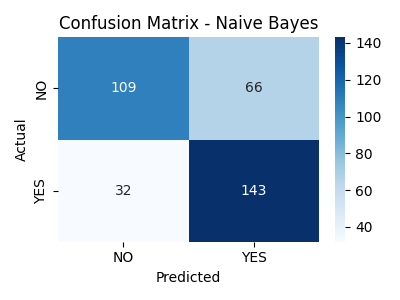 Confusion Matrix - Naive Bayes
NO
109
66
140
120
100
80
60
40
Actual
YES
32
143
NO
YES
Predicted